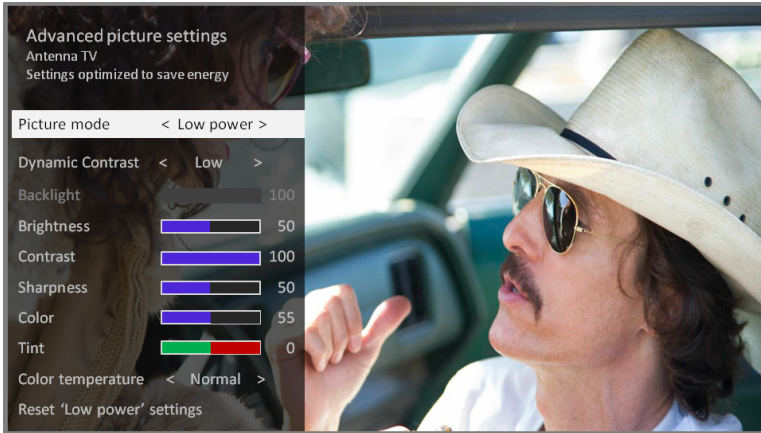 Advanced picture settings
Antenna TV
Settings optimized to save energy
Picture mode < Low power >
Dynamic Contrast < Low >
Backlight 100
Brightness 50
Contrast 100
Sharpness 50
Color 55
Tint 0
Color temperature < Normal >
Reset ‘Low power’ settings